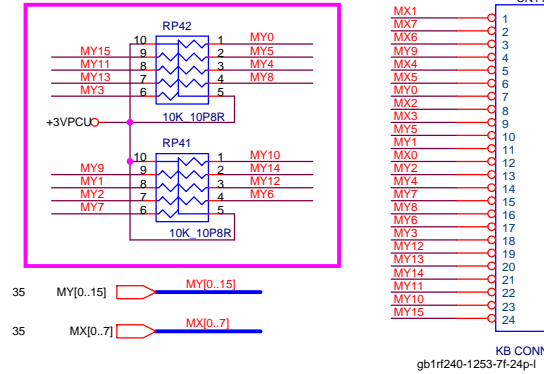 RP42
10 1 MY0
MY15 9 2 MY5
MY11 8 3 MY4
MY13 7 4 MY8
MY3 6 5
+3VPCU 10K_10P8R
RP41
10 1 MY10
MY9 9 2 MY14
MY1 8 3 MY12
MY2 7 4 MY6
MY7 6 5
10K_10P8R
35 MY[0..15] MY[0..15]
35 MX[0..7] MX[0..7]
MX1 1
MX7 2
MX6 3
MY9 4
MX4 5
MX5 6
MY0 7
MX2 8
MX3 9
MY5 10
MY1 11
MX0 12
MY2 13
MY4 14
MY7 15
MY8 16
MY6 17
MY3 18
MY12 19
MY13 20
MY14 21
MY11 22
MY10 23
MY15 24
KB CONN
gb1rf240-1253-7f-24p-l